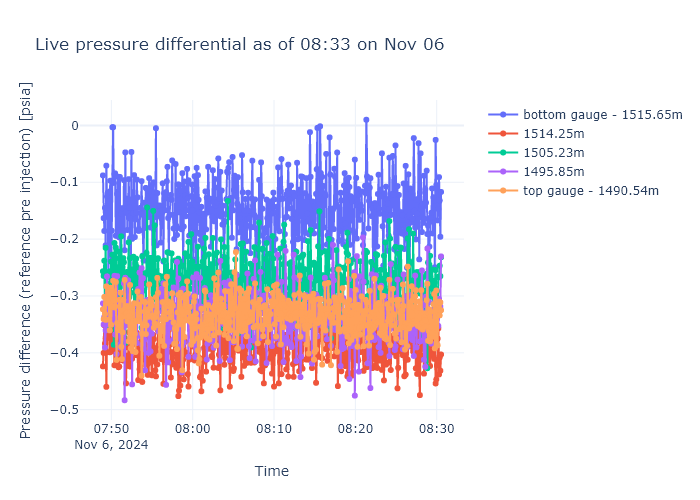 Live pressure differential as of 08:33 on Nov 06
Pressure difference (reference pre injection) [psia]
0
−0.1
−0.2
−0.3
−0.4
−0.5
07:50
Nov 6, 2024
08:00
08:10
08:20
08:30
Time
bottom gauge - 1515.65m
1514.25m
1505.23m
1495.85m
top gauge - 1490.54m